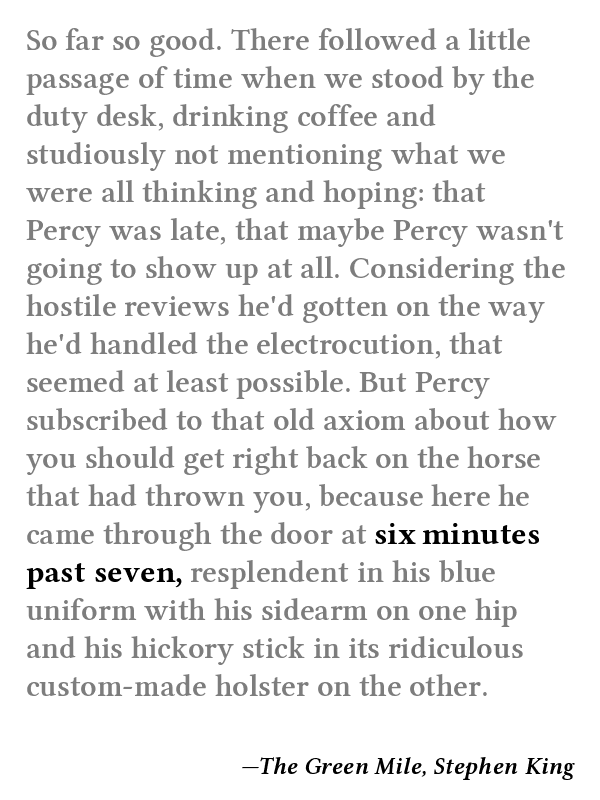 So far so good. There followed a little
passage of time when we stood by the
duty desk, drinking coffee and
studiously not mentioning what we
were all thinking and hoping: that
Percy was late, that maybe Percy wasn't
going to show up at all. Considering the
hostile reviews he'd gotten on the way
he'd handled the electrocution, that
seemed at least possible. But Percy
subscribed to that old axiom about how
you should get right back on the horse
that had thrown you, because here he
came through the door at six minutes
past seven, resplendent in his blue
uniform with his sidearm on one hip
and his hickory stick in its ridiculous
custom-made holster on the other.
—The Green Mile, Stephen King